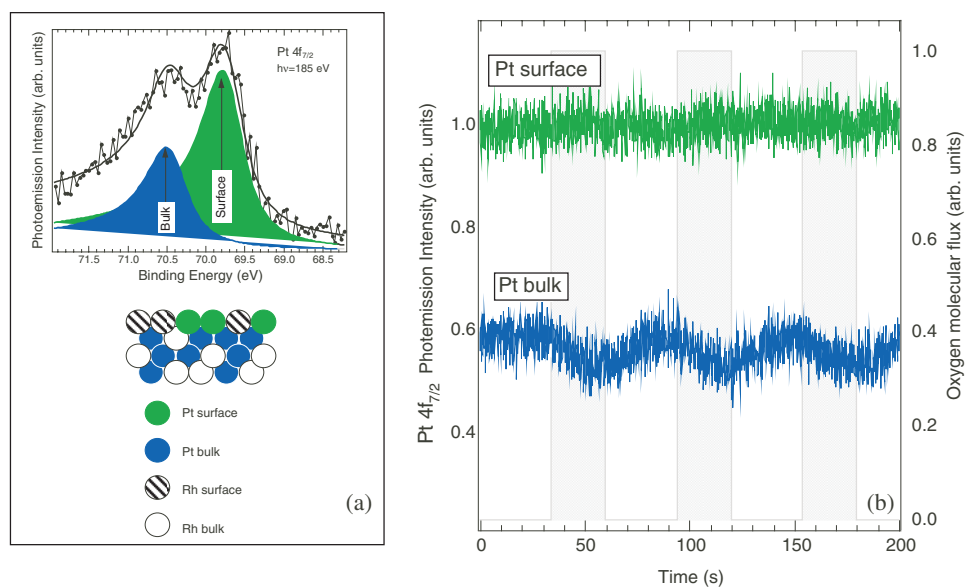 Pt 4f7/2
hν=185 eV
Photoemission Intensity (arb. units)
Bulk
Surface
71.5 71.0 70.5 70.0 69.5 69.0 68.5
Binding Energy (eV)
Pt surface
Pt bulk
Rh surface
Rh bulk
(a)
Pt 4f7/2 Photoemission Intensity (arb. units)
1.0
0.8
0.6
0.4
Pt surface
Pt bulk
1.0
0.8
0.6
0.4
0.2
0.0
Oxygen molecular flux (arb. units)
(b)
0 50 100 150 200
Time (s)